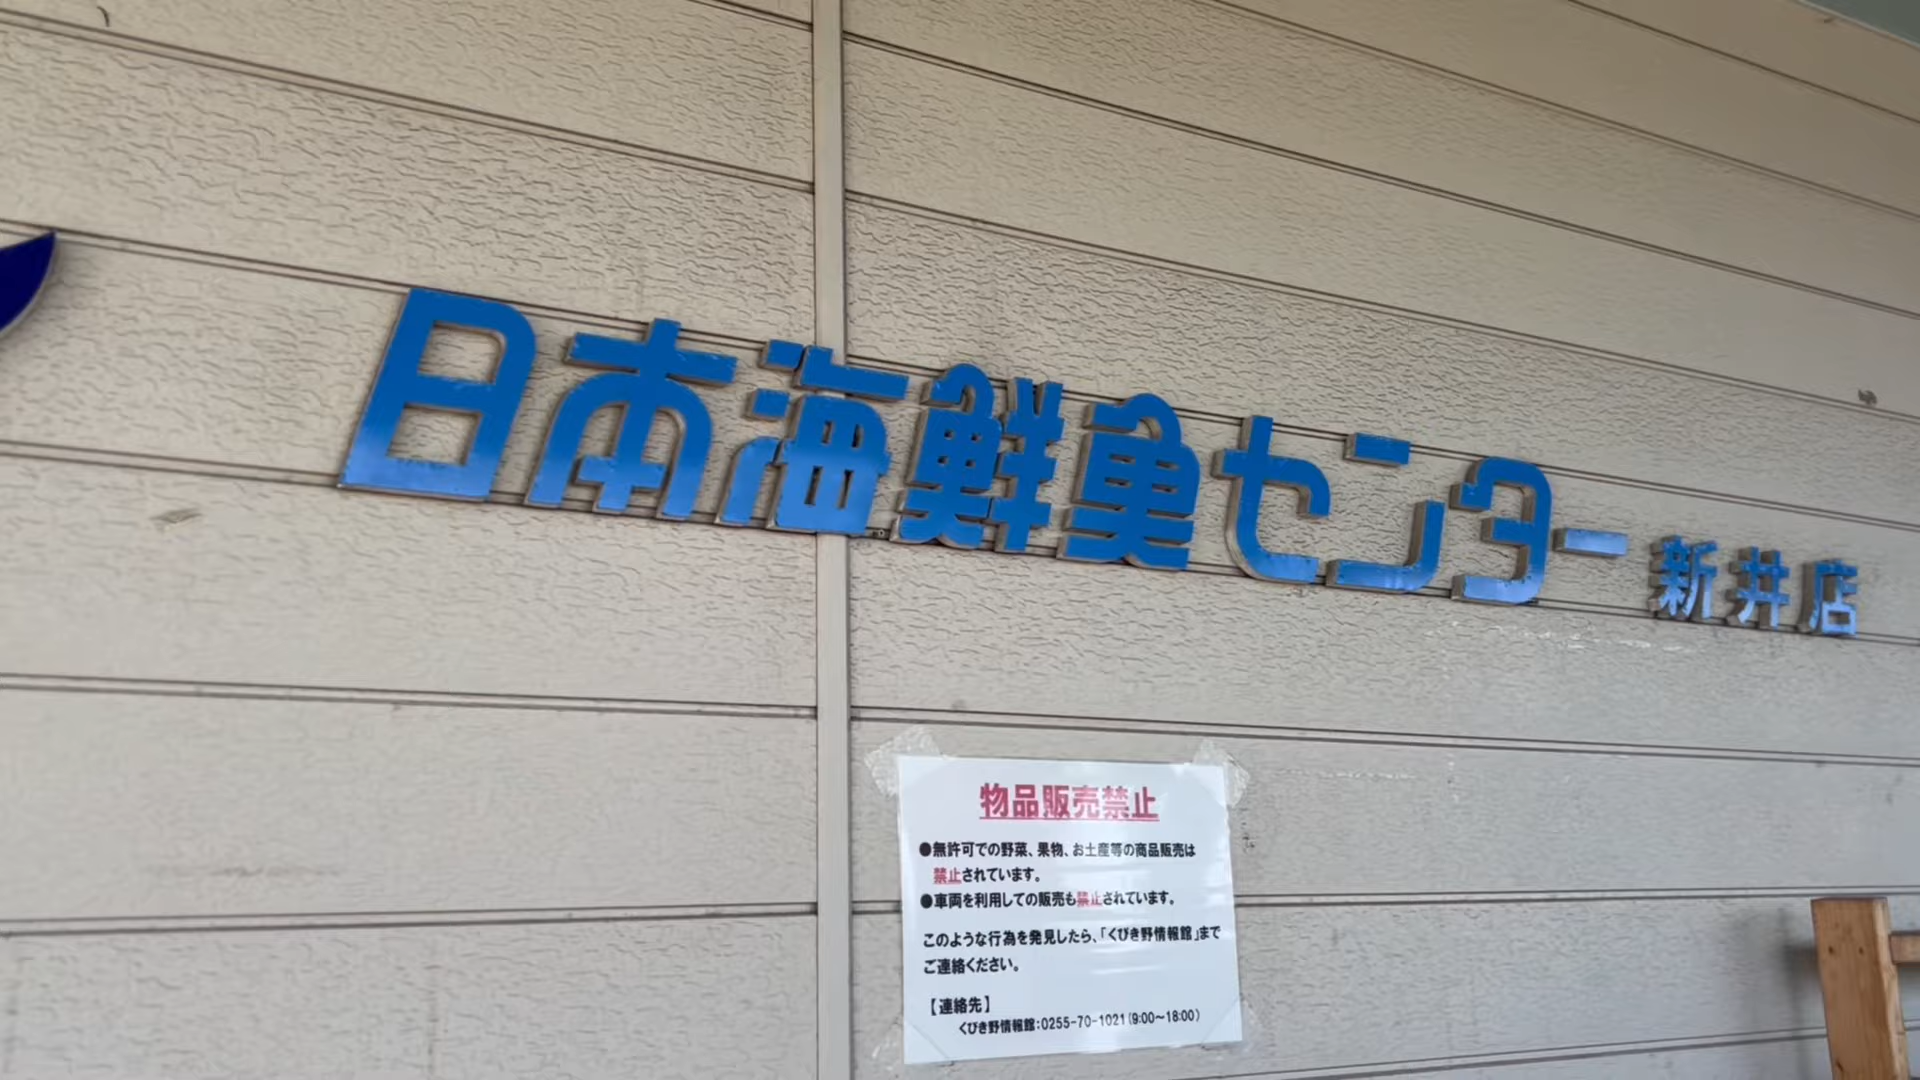 日本海鮮魚センター 新井店
物品販売禁止
●無許可での野菜、果物、お土産等の商品販売は
禁止されています。
●車両を利用しての販売も禁止されています。
このような行為を発見したら、「くびき野情報館」まで
ご連絡ください。
【連絡先】
くびき野情報館:0255-70-1021(9:00～18:00)